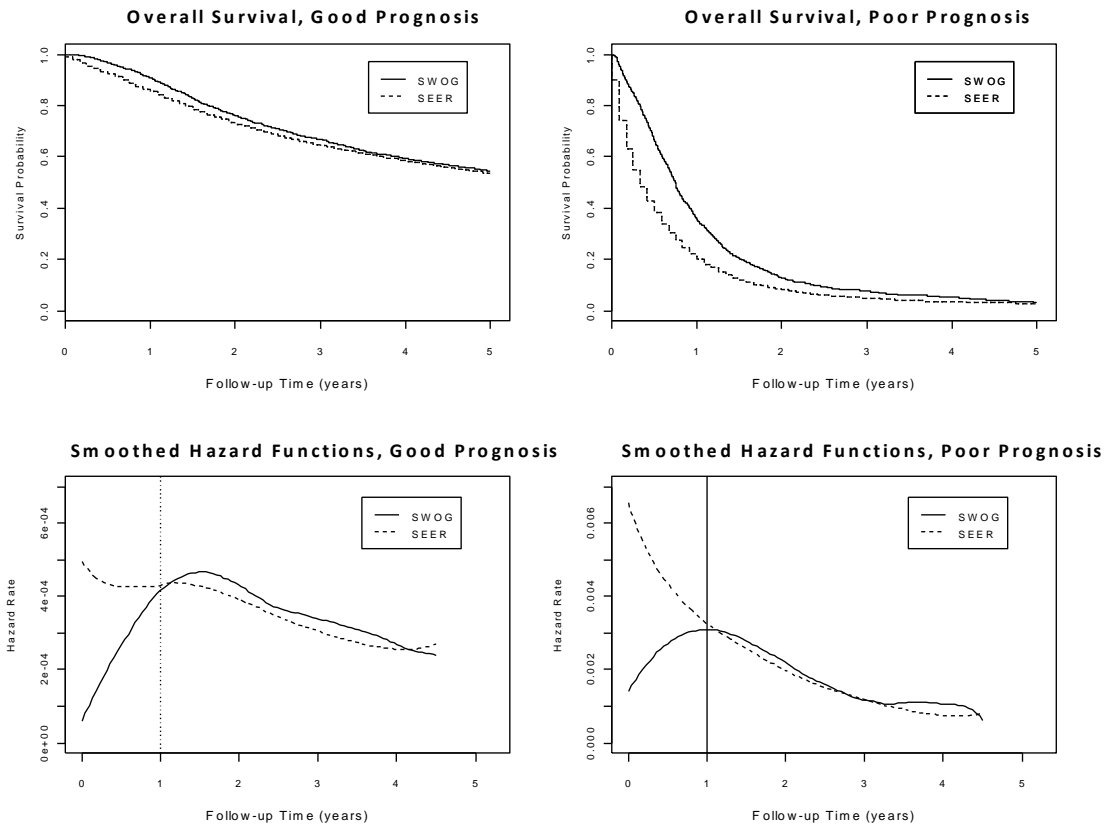 Overall Survival, Good Prognosis
Survival Probability
1.0
0.8
0.6
0.4
0.2
0.0
SWOG
SEER
0 1 2 3 4 5
Follow-up Time (years)
Overall Survival, Poor Prognosis
Survival Probability
1.0
0.8
0.6
0.4
0.2
0.0
SWOG
SEER
0 1 2 3 4 5
Follow-up Time (years)
Smoothed Hazard Functions, Good Prognosis
Hazard Rate
6e-04
4e-04
2e-04
0e+00
SWOG
SEER
0 1 2 3 4 5
Follow-up Time (years)
Smoothed Hazard Functions, Poor Prognosis
Hazard Rate
0.006
0.004
0.002
0.000
SWOG
SEER
0 1 2 3 4 5
Follow-up Time (years)